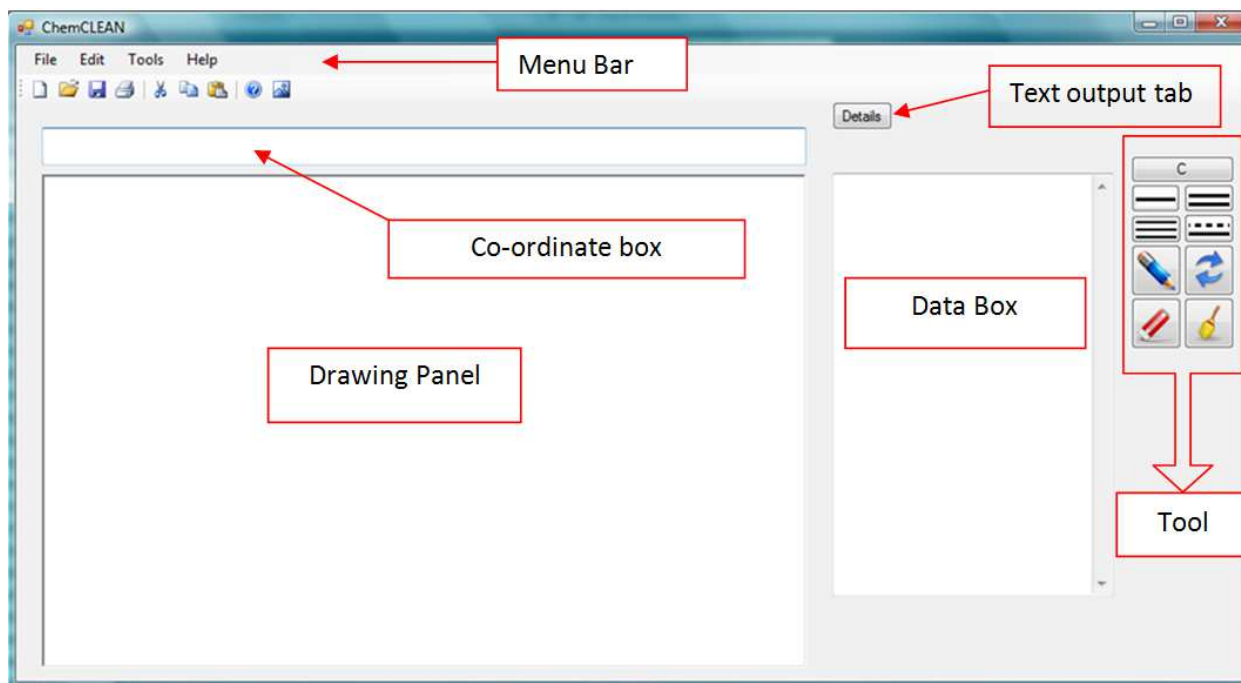 ChemCLEAN
File Edit Tools Help
Menu Bar
Text output tab
Details
C
Co-ordinate box
Data Box
Drawing Panel
Tool